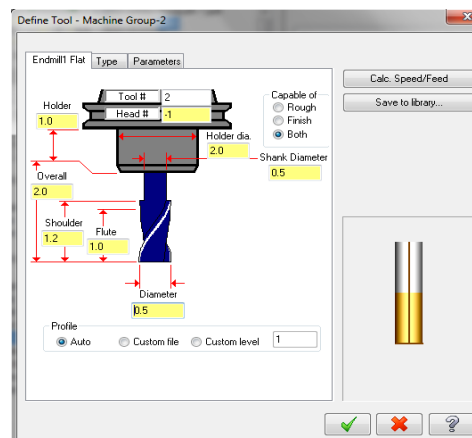 Define Tool - Machine Group-2
Endmill1 Flat Type Parameters
Calc. Speed/Feed
Save to library...
Tool # 2
Head # -1
Capable of
Rough
Finish
Both
Holder
1.0
Holder dia.
2.0
Shank Diameter
0.5
Overall
2.0
Shoulder
1.2
Flute
1.0
Diameter
0.5
Profile
Auto Custom file Custom level 1